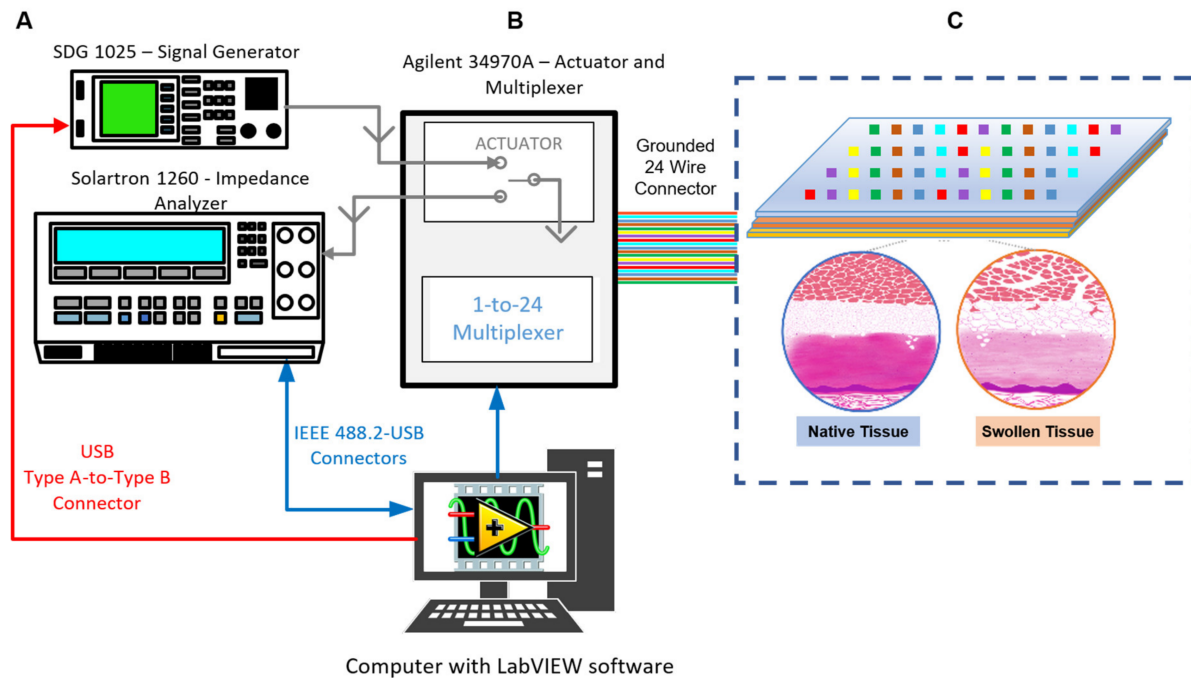 A
B
C
SDG 1025 – Signal Generator
Agilent 34970A – Actuator and
Multiplexer
ACTUATOR
Grounded
24 Wire
Connector
Solartron 1260 - Impedance
Analyzer
1-to-24
Multiplexer
Native Tissue
Swollen Tissue
USB
Type A-to-Type B
Connector
IEEE 488.2-USB
Connectors
Computer with LabVIEW software